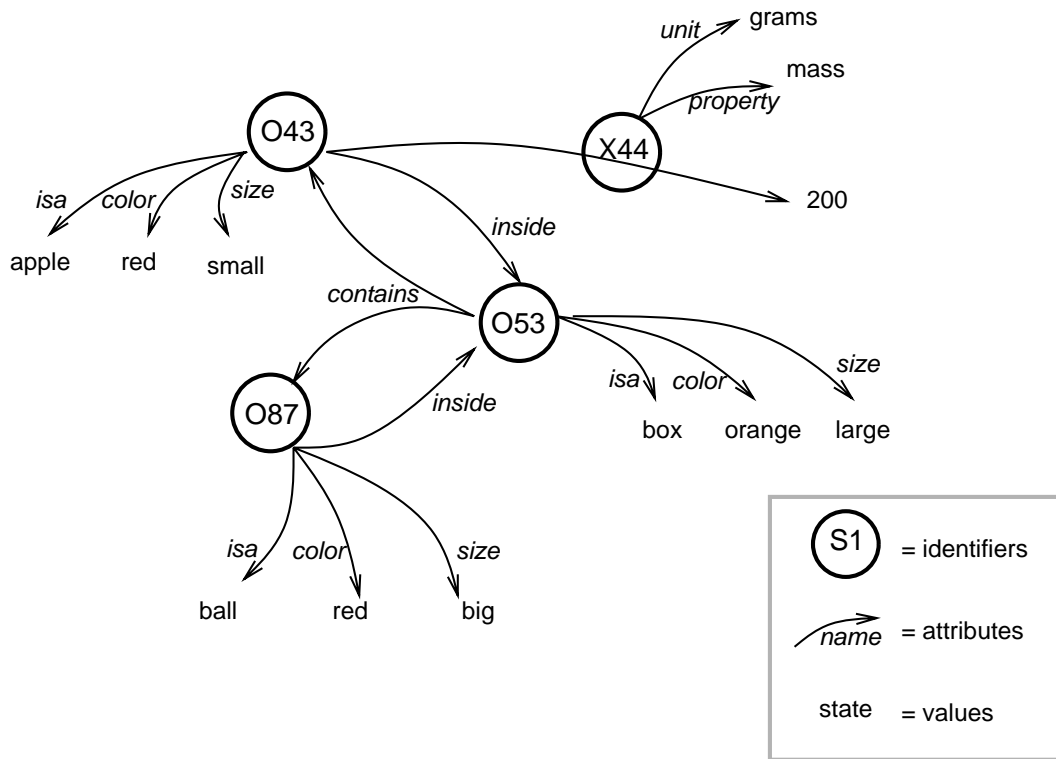 grams
unit
mass
property
O43
X44
isa
color
size
200
inside
apple
red
small
contains
O53
size
isa
color
inside
O87
box
orange
large
isa
color
size
S1
= identifiers
ball
red
big
name
= attributes
state
= values